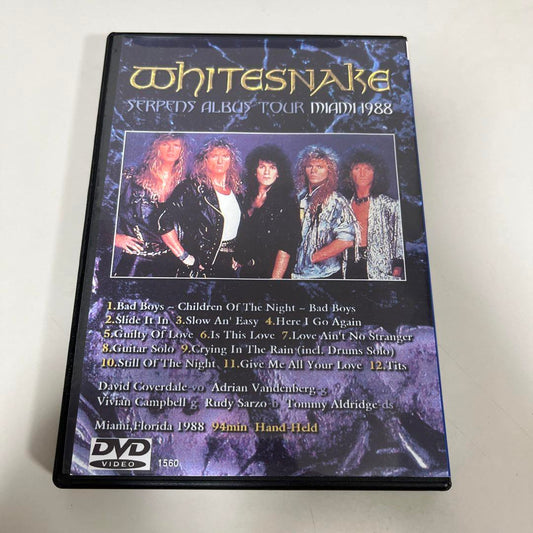 WHITESNAKE
SERPENS ALBUS TOUR MIAMI 1988
1.Bad Boys ~ Children Of The Night ~ Bad Boys
2.Slide It In 3.Slow An' Easy 4.Here I Go Again
5.Guilty Of Love 6.Is This Love 7.Love Ain't No Stranger
8.Guitar Solo 9.Crying In The Rain (incl. Drums Solo)
10.Still Of The Night 11.Give Me All Your Love 12.Tits
David Coverdale-vo Adrian Vandenberg-g
Vivian Campbell-g Rudy Sarzo-b Tommy Aldridge-ds
Miami,Florida 1988 94min Hand-Held
DVD
VIDEO
1560